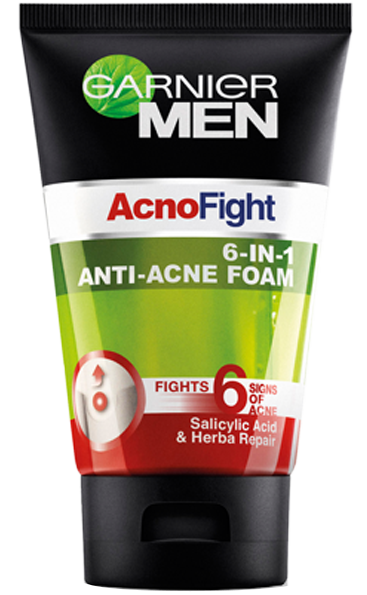 GARNIER
MEN
AcnoFight
6-IN-1
ANTI-ACNE FOAM
FIGHTS 6 SIGNS
OF
ACNE
Salicylic Acid
& Herba Repair